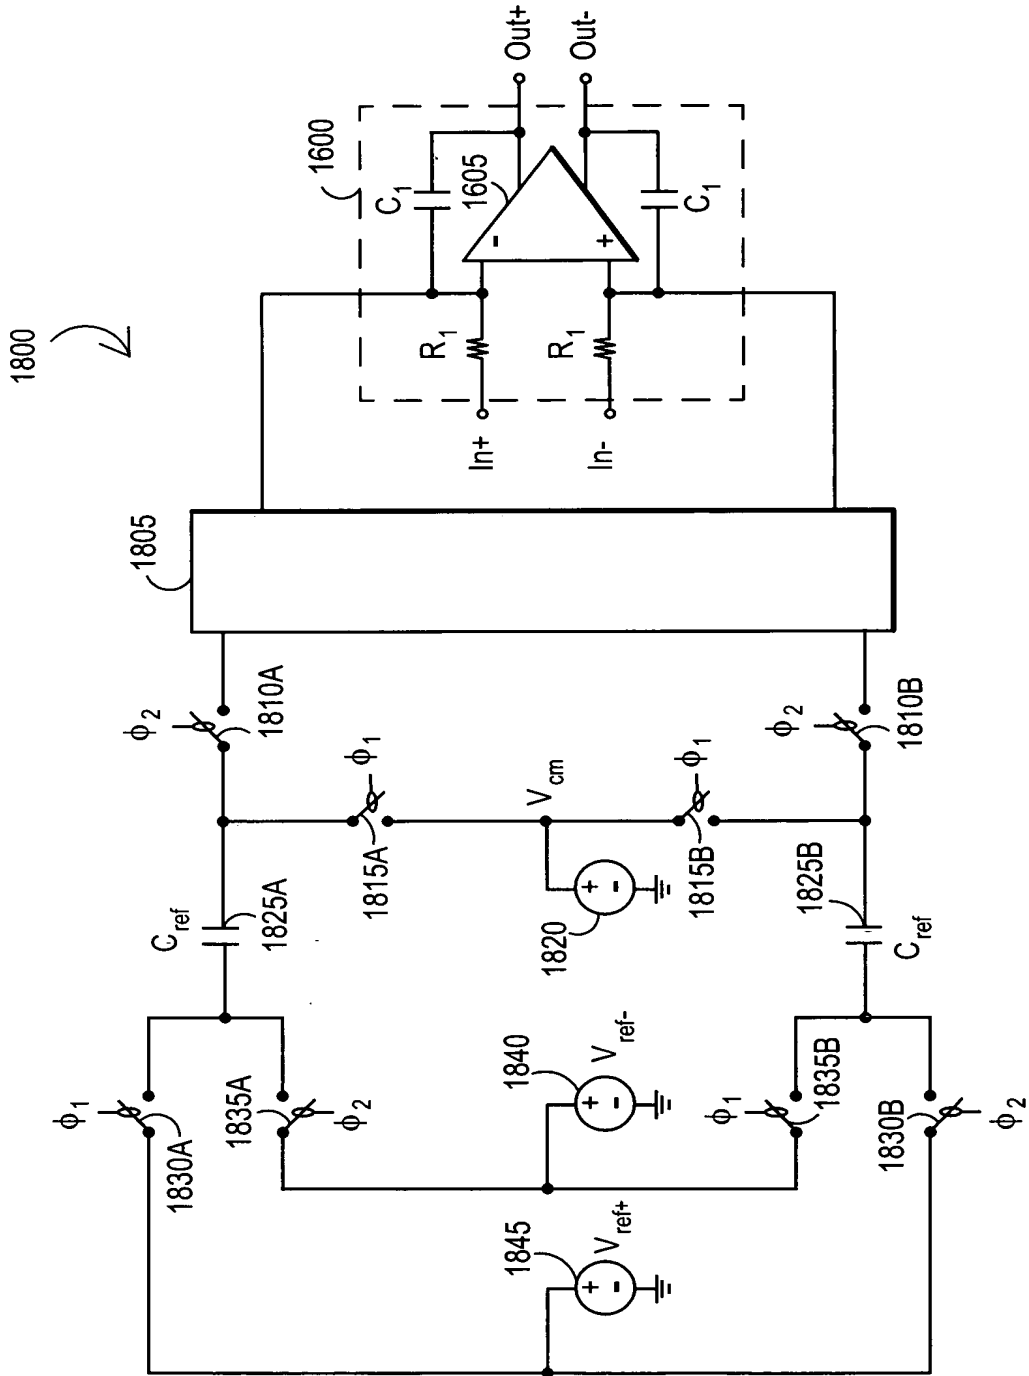 1800
1600
Out+
Out-
C1
1605
-
+
C1
R1
R1
In+
In-
1805
ϕ2
1810A
ϕ2
1810B
ϕ1
1815A
Vcm
ϕ1
1815B
+
-
1820
Cref
1825A
1825B
Cref
ϕ1
1830A
1835A
ϕ2
1840
+
-
Vref-
ϕ1
1835B
1830B
ϕ2
1845
+
-
Vref+